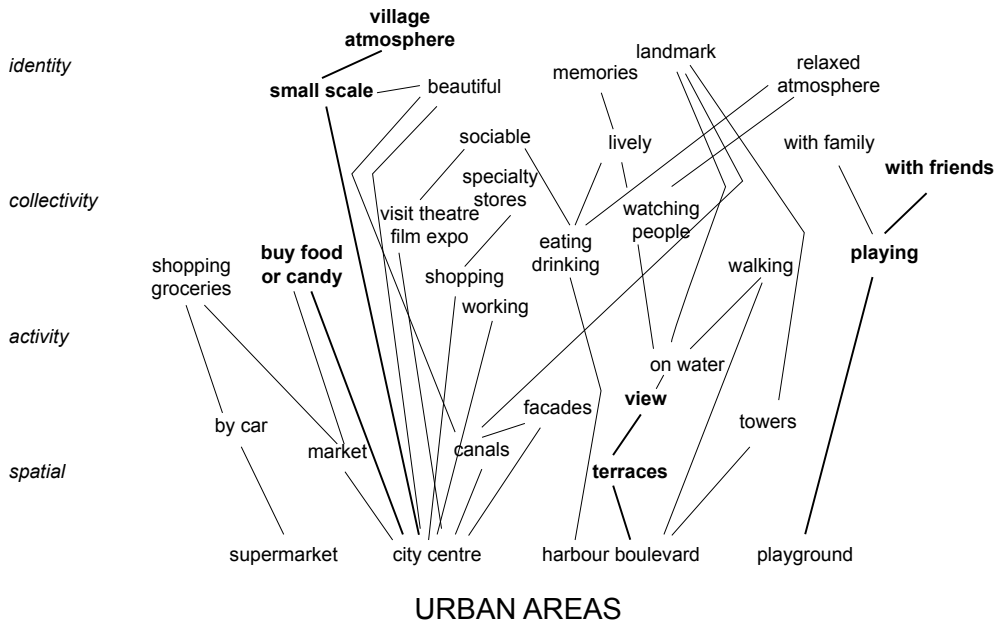 village
atmosphere
identity
landmark
memories
relaxed
atmosphere
small scale
beautiful
sociable
lively
with family
with friends
specialty
stores
collectivity
visit theatre
film expo
watching
people
eating
drinking
buy food
or candy
playing
shopping
groceries
shopping
walking
working
activity
on water
view
facades
by car
towers
market
canals
spatial
terraces
supermarket
city centre
harbour boulevard
playground
URBAN AREAS